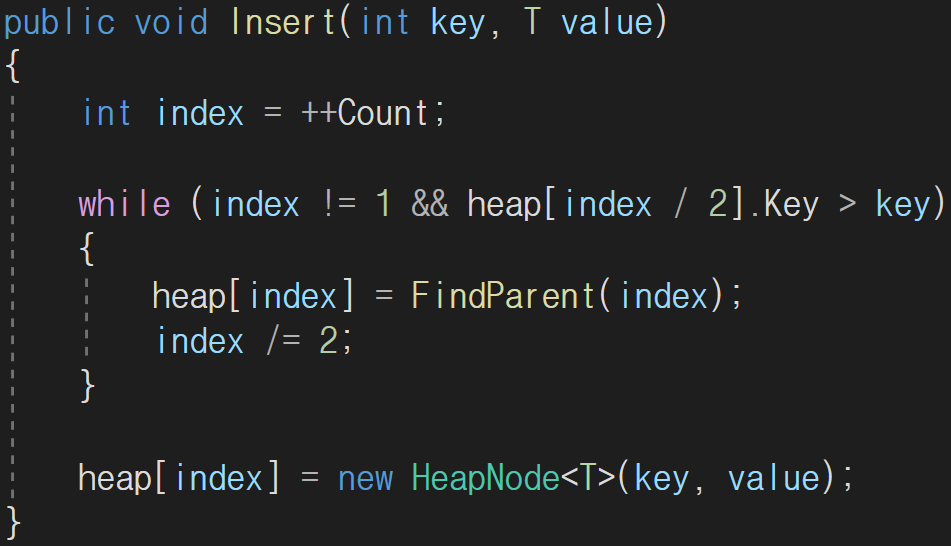 public void Insert(int key, T value)
{
    int index = ++Count;

    while (index != 1 && heap[index / 2].Key > key)
    {
        heap[index] = FindParent(index);
        index /= 2;
    }

    heap[index] = new HeapNode<T>(key, value);
}